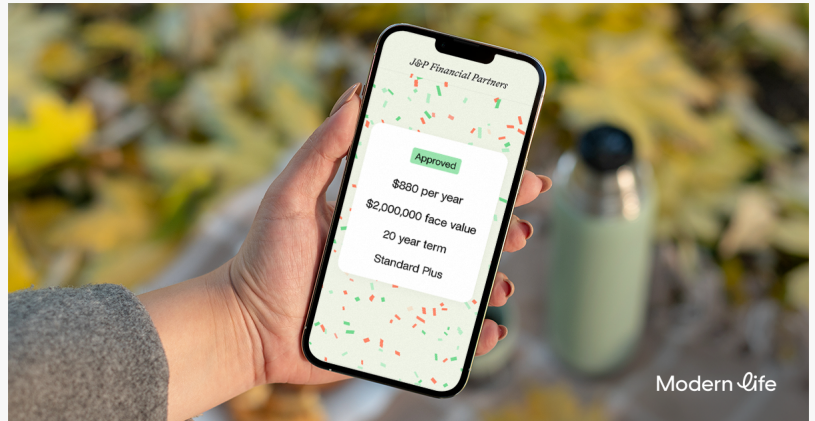 J&P Financial Partners
Approved
$880 per year
$2,000,000 face value
20 year term
Standard Plus
Modern Life